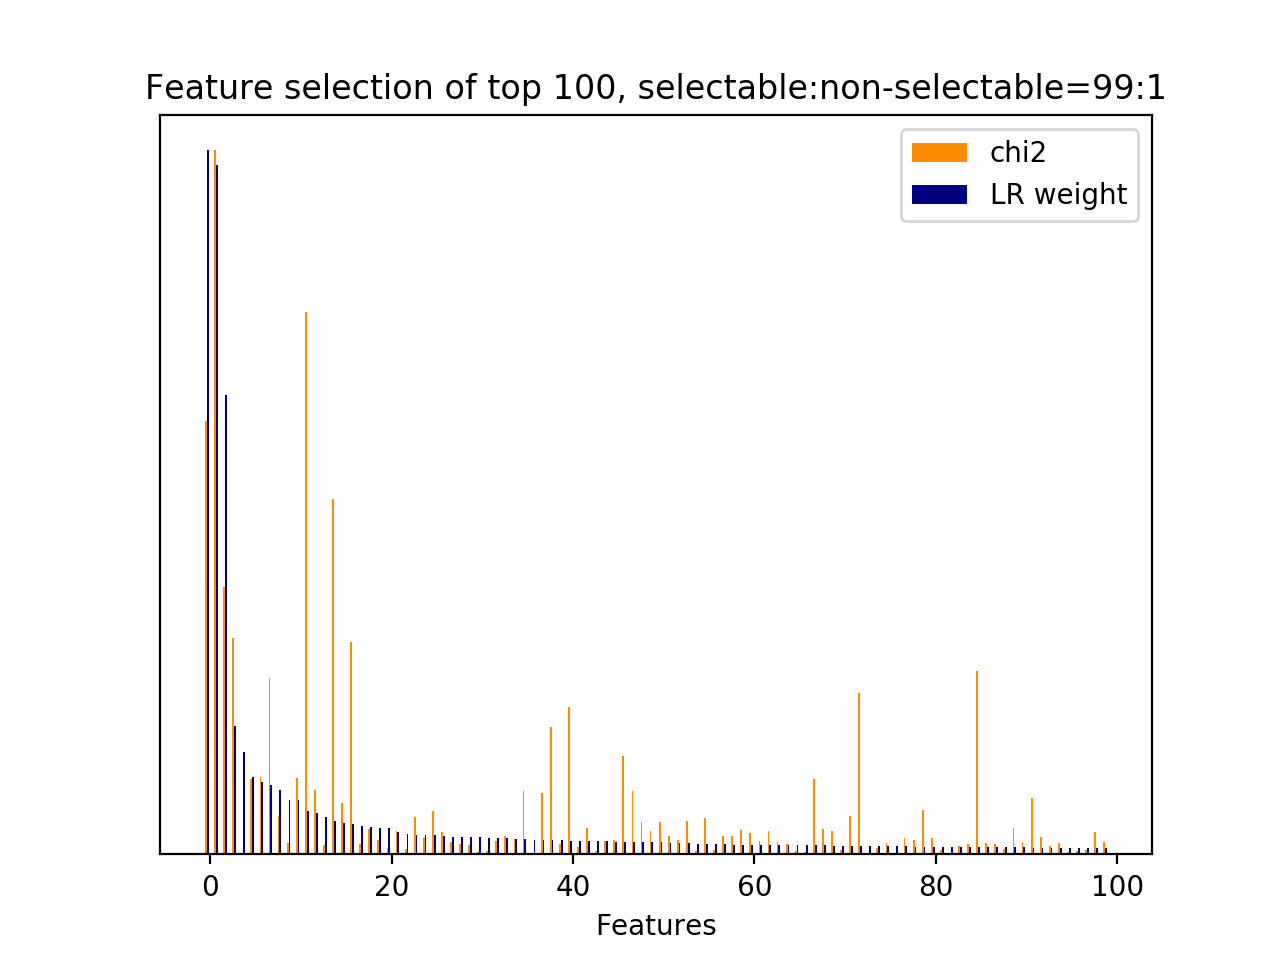 Feature selection of top 100, selectable:non-selectable=99:1
chi2
LR weight
0 20 40 60 80 100
Features